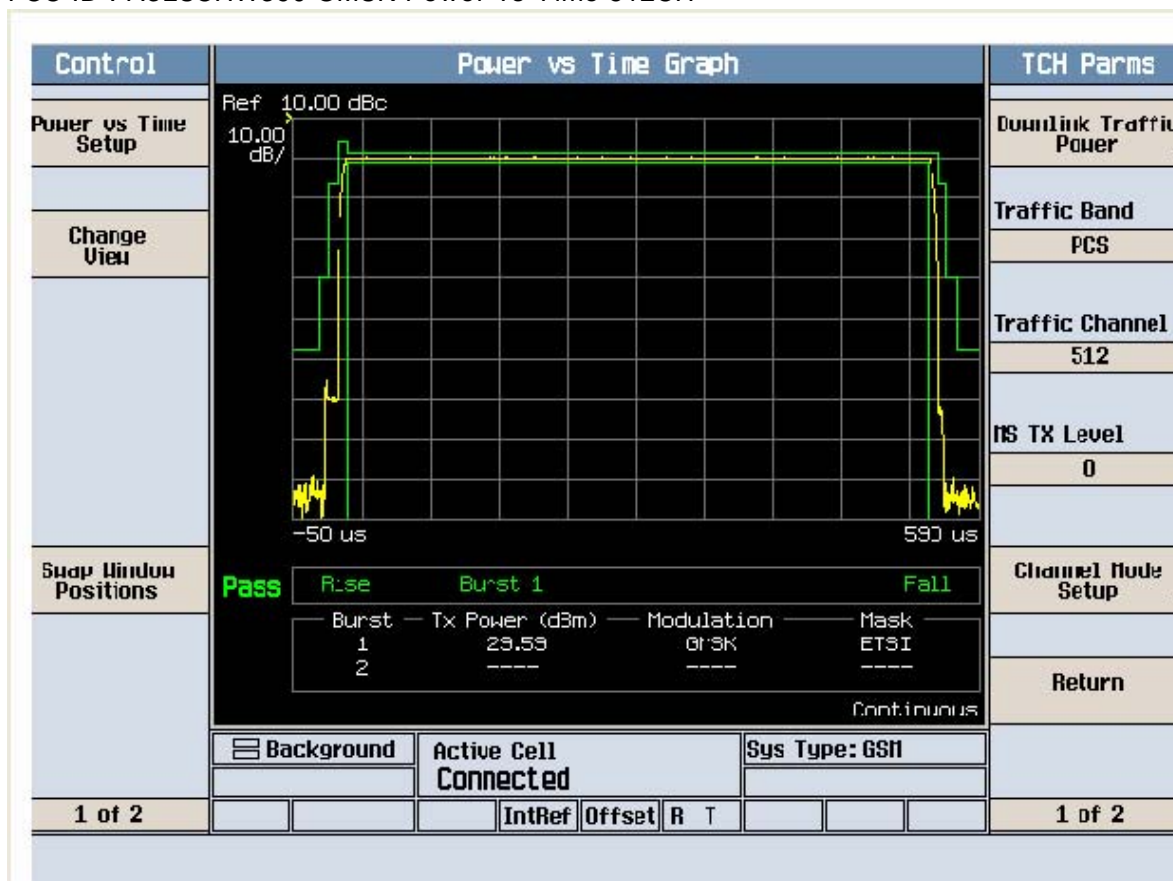 Control
Power vs Time Graph
TCH Parms
Power vs Time
Setup
Change
View
Swap Window
Positions
1 of 2
Ref 10.00 dBc
10.00
dB/
-50 us
593 us
Pass Rise Burst 1 Fall
Burst Tx Power (dBm) Modulation Mask
1 29.59 GMSK ETSI
2 ---- ---- ----
Continuous
Background
Active Cell
Connected
Sys Type: GSM
IntRef Offset R T
Downlink Traffic
Power
Traffic Band
PCS
Traffic Channel
512
MS TX Level
0
Channel Mode
Setup
Return
1 of 2